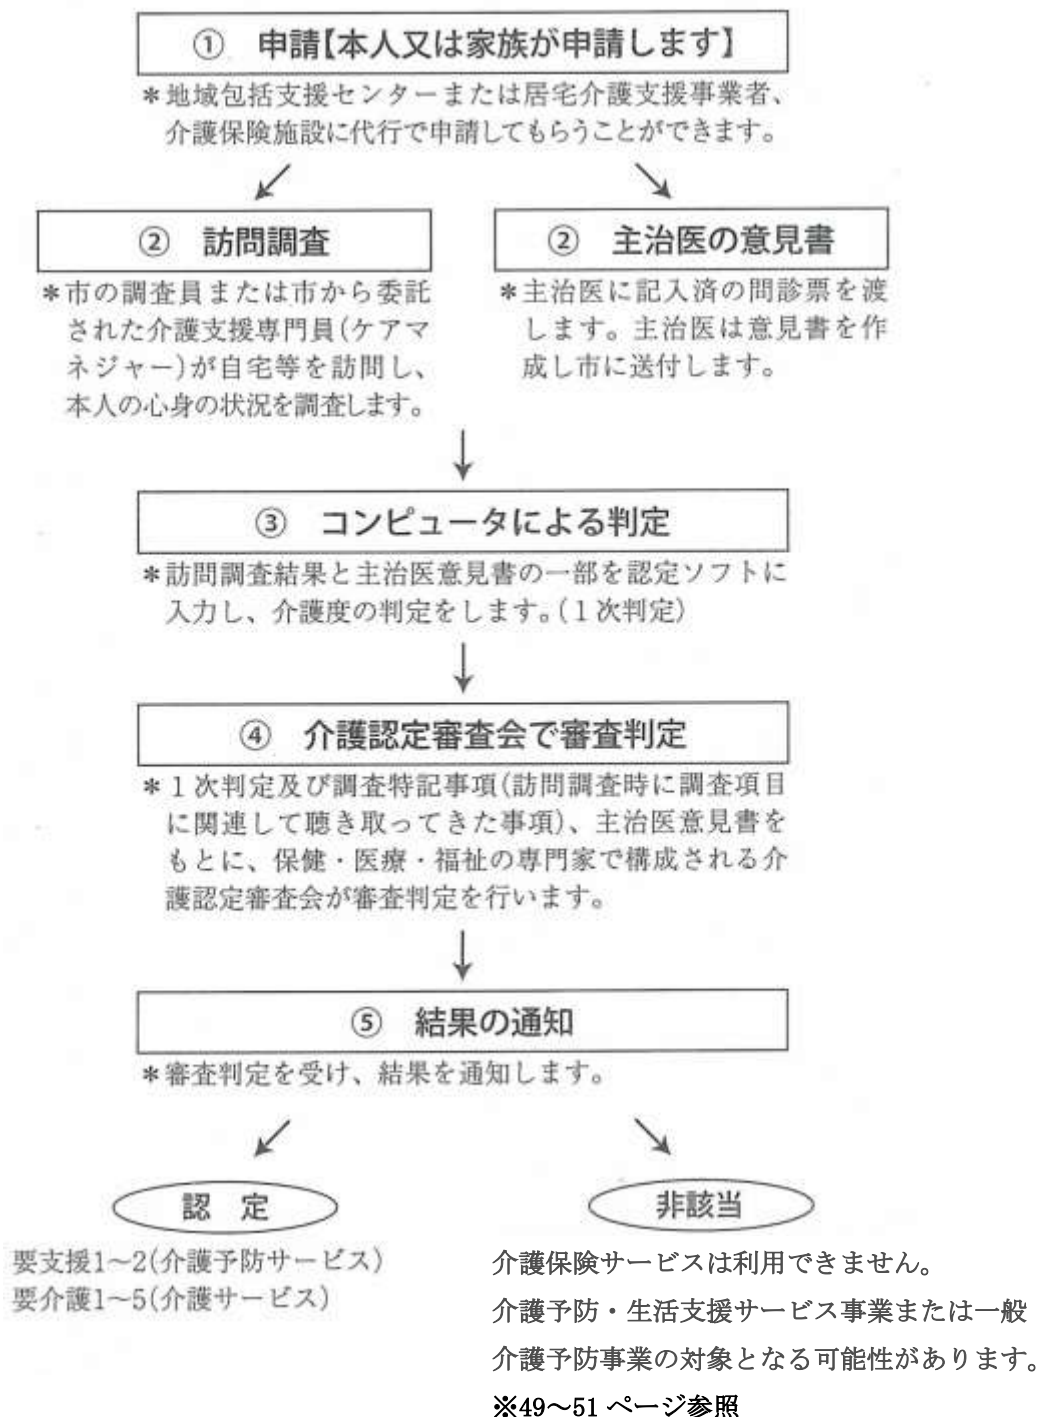 ① 申請【本人又は家族が申請します】
＊地域包括支援センターまたは居宅介護支援事業者、
介護保険施設に代行で申請してもらうことができます。
② 訪問調査
＊市の調査員または市から委託
された介護支援専門員(ケアマ
ネジャー)が自宅等を訪問し、
本人の心身の状況を調査します。
② 主治医の意見書
＊主治医に記入済の問診票を渡
します。主治医は意見書を作
成し市に送付します。
③ コンピュータによる判定
＊訪問調査結果と主治医意見書の一部を認定ソフトに
入力し、介護度の判定をします。(1次判定)
④ 介護認定審査会で審査判定
＊1次判定及び調査特記事項(訪問調査時に調査項目
に関連して聴き取ってきた事項)、主治医意見書を
もとに、保健・医療・福祉の専門家で構成される介
護認定審査会が審査判定を行います。
⑤ 結果の通知
＊審査判定を受け、結果を通知します。
認 定
要支援1～2(介護予防サービス)
要介護1～5(介護サービス)
非該当
介護保険サービスは利用できません。
介護予防・生活支援サービス事業または一般
介護予防事業の対象となる可能性があります。
※49～51 ページ参照